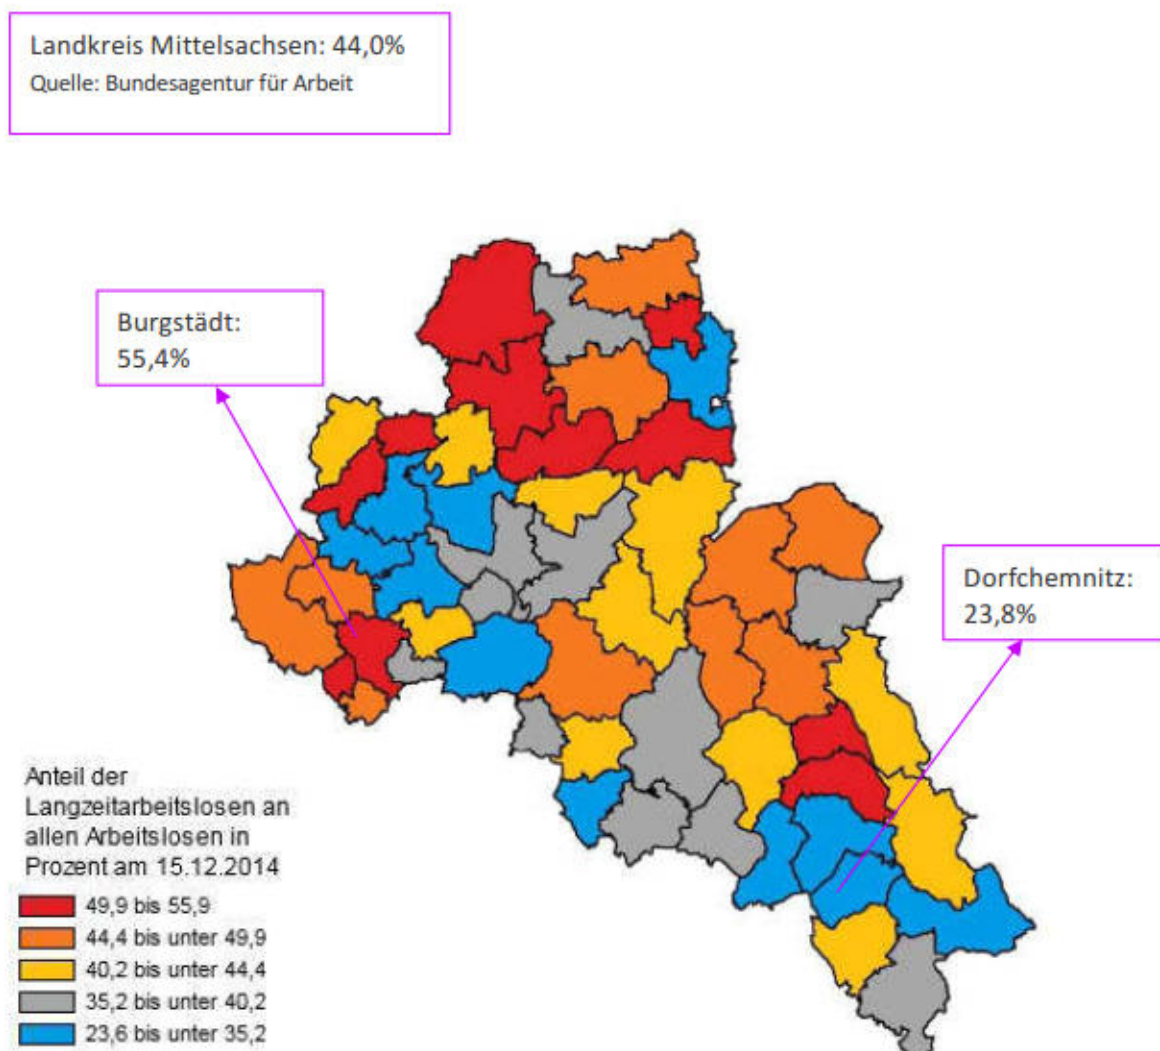 Landkreis Mittelsachsen: 44,0%
Quelle: Bundesagentur für Arbeit
Burgstädt:
55,4%
Dorfchemnitz:
23,8%
Anteil der
Langzeitarbeitslosen an
allen Arbeitslosen in
Prozent am 15.12.2014
49,9 bis 55,9
44,4 bis unter 49,9
40,2 bis unter 44,4
35,2 bis unter 40,2
23,6 bis unter 35,2